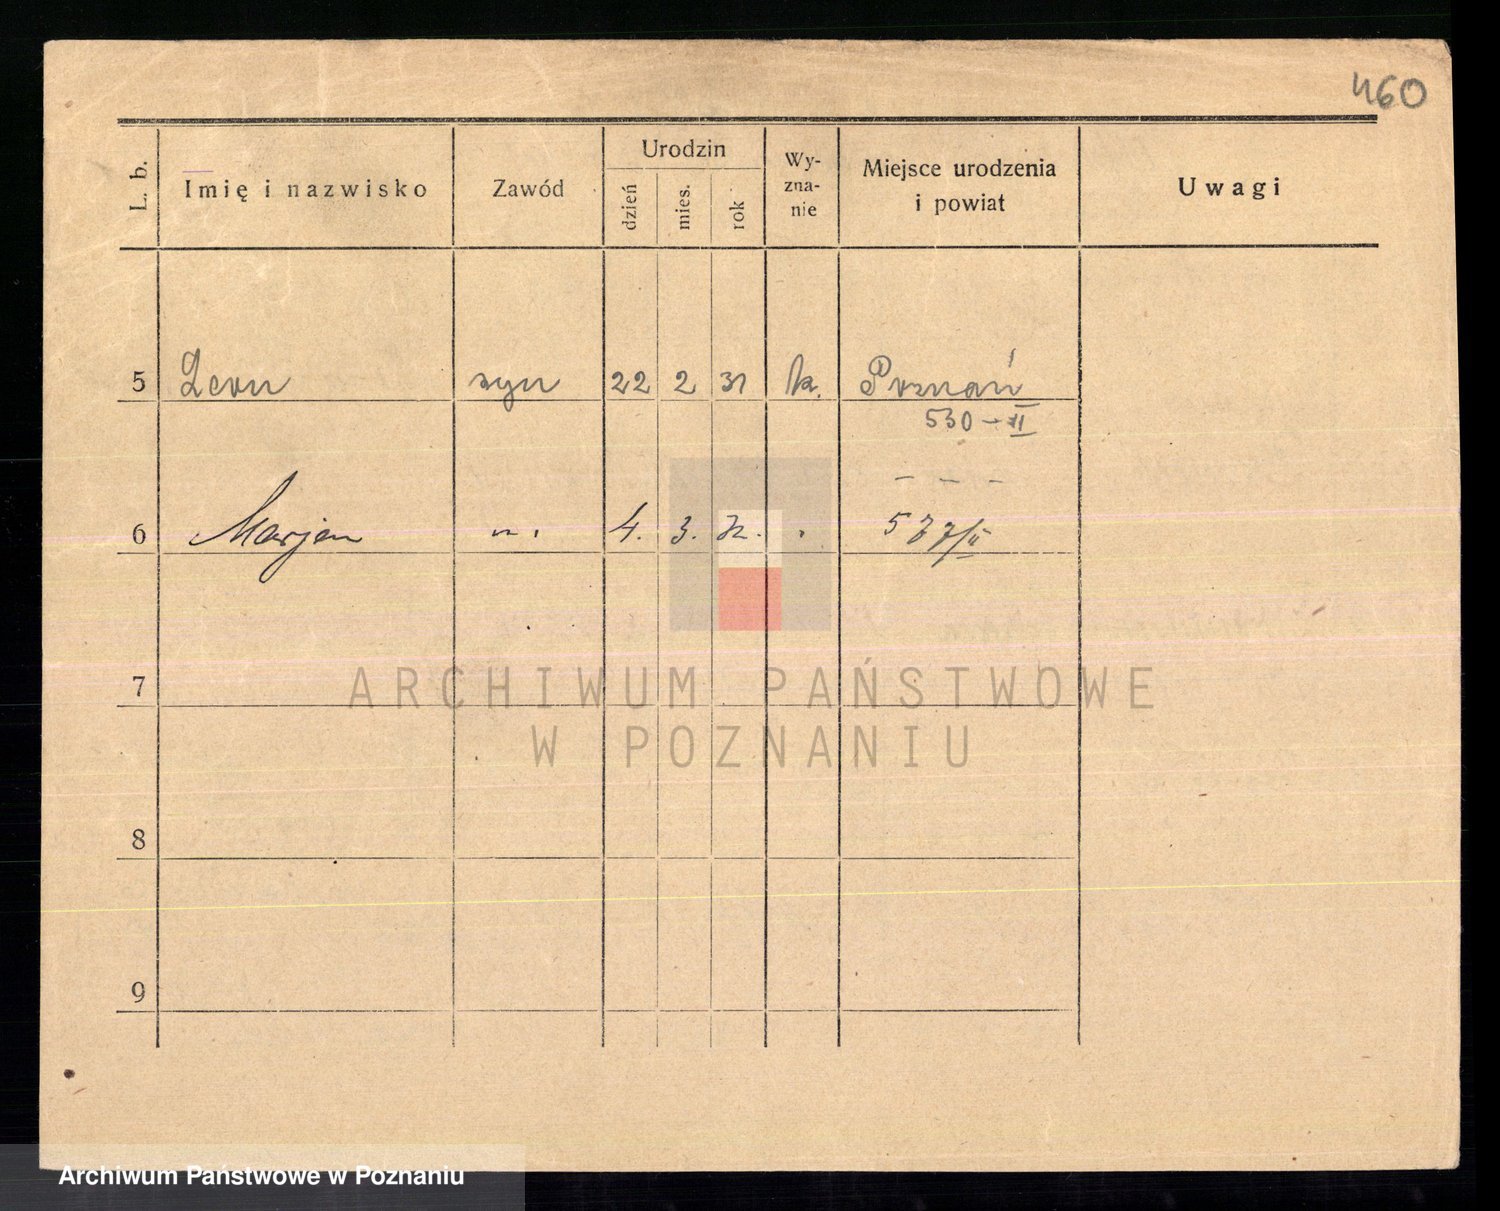 460
L. b. Imię i nazwisko Zawód Urodzin dzień mies. rok Wy-zna-nie Miejsce urodzenia i powiat Uwagi
5 Leon syn 22 2 31 k. Poznań
530 - II
— — —
6 Marjan " . 4. 3. 32. . 577/II
7
ARCHIWUM PAŃSTWOWE
W POZNANIU
8
9
Archiwum Państwowe w Poznaniu